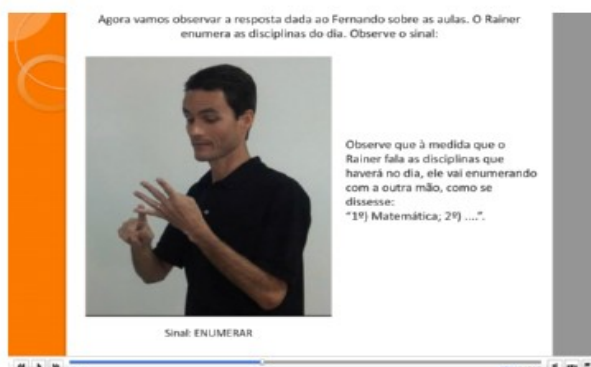 Agora vamos observar a resposta dada ao Fernando sobre as aulas. O Rainer
enumera as disciplinas do dia. Observe o sinal:
Observe que à medida que o
Rainer fala as disciplinas que
haverá no dia, ele vai enumerando
com a outra mão, como se
dissesse:
"1º) Matemática; 2º) ....".
Sinal: ENUMERAR